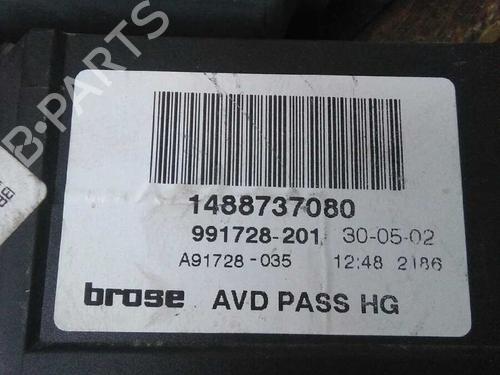 B-PARTS
1488737080
991728-201 30-05-02
A91728-035 12:48 2186
brose AVD PASS HG